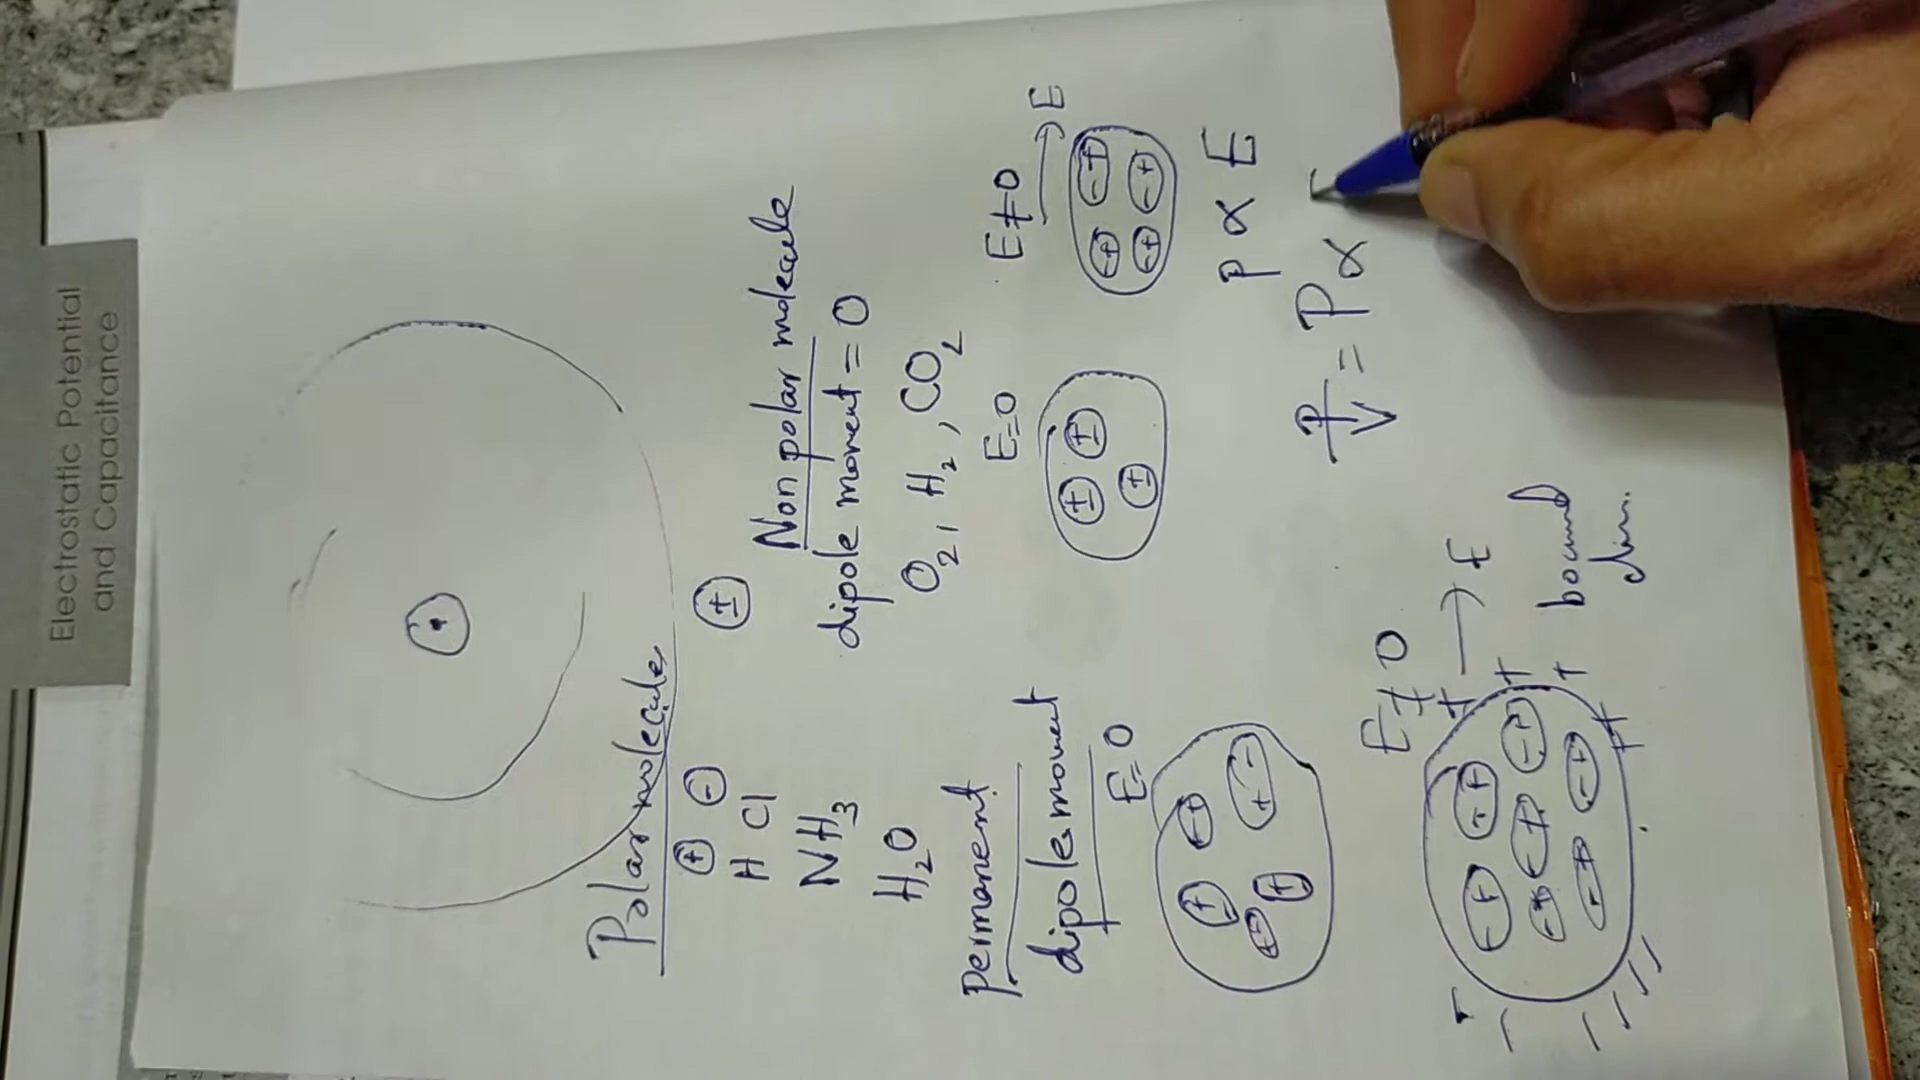 Electrostatic Potential
and Capacitance
Polar molecule
+ -
H Cl
NH3
H2O
permanent
dipole moment
E=0
E≠0
→ E
±
Non polar molecule
dipole moment = 0
O2, H2, CO2
E=0
E≠0
→ E
p α E
p/V = P α